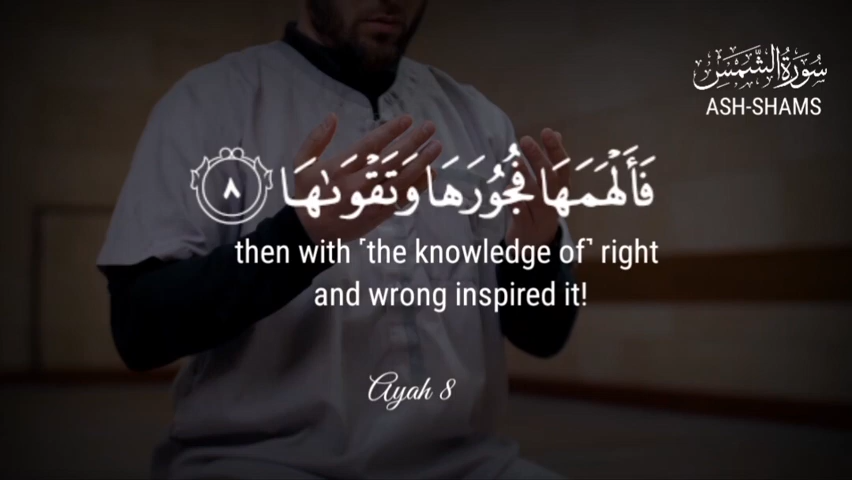 سُورَةُ الشَّمْسِ
ASH-SHAMS
فَأَلْهَمَهَا فُجُورَهَا وَتَقْوَىٰهَا ٨
then with ˹the knowledge of˺ right
and wrong inspired it!
Ayah 8